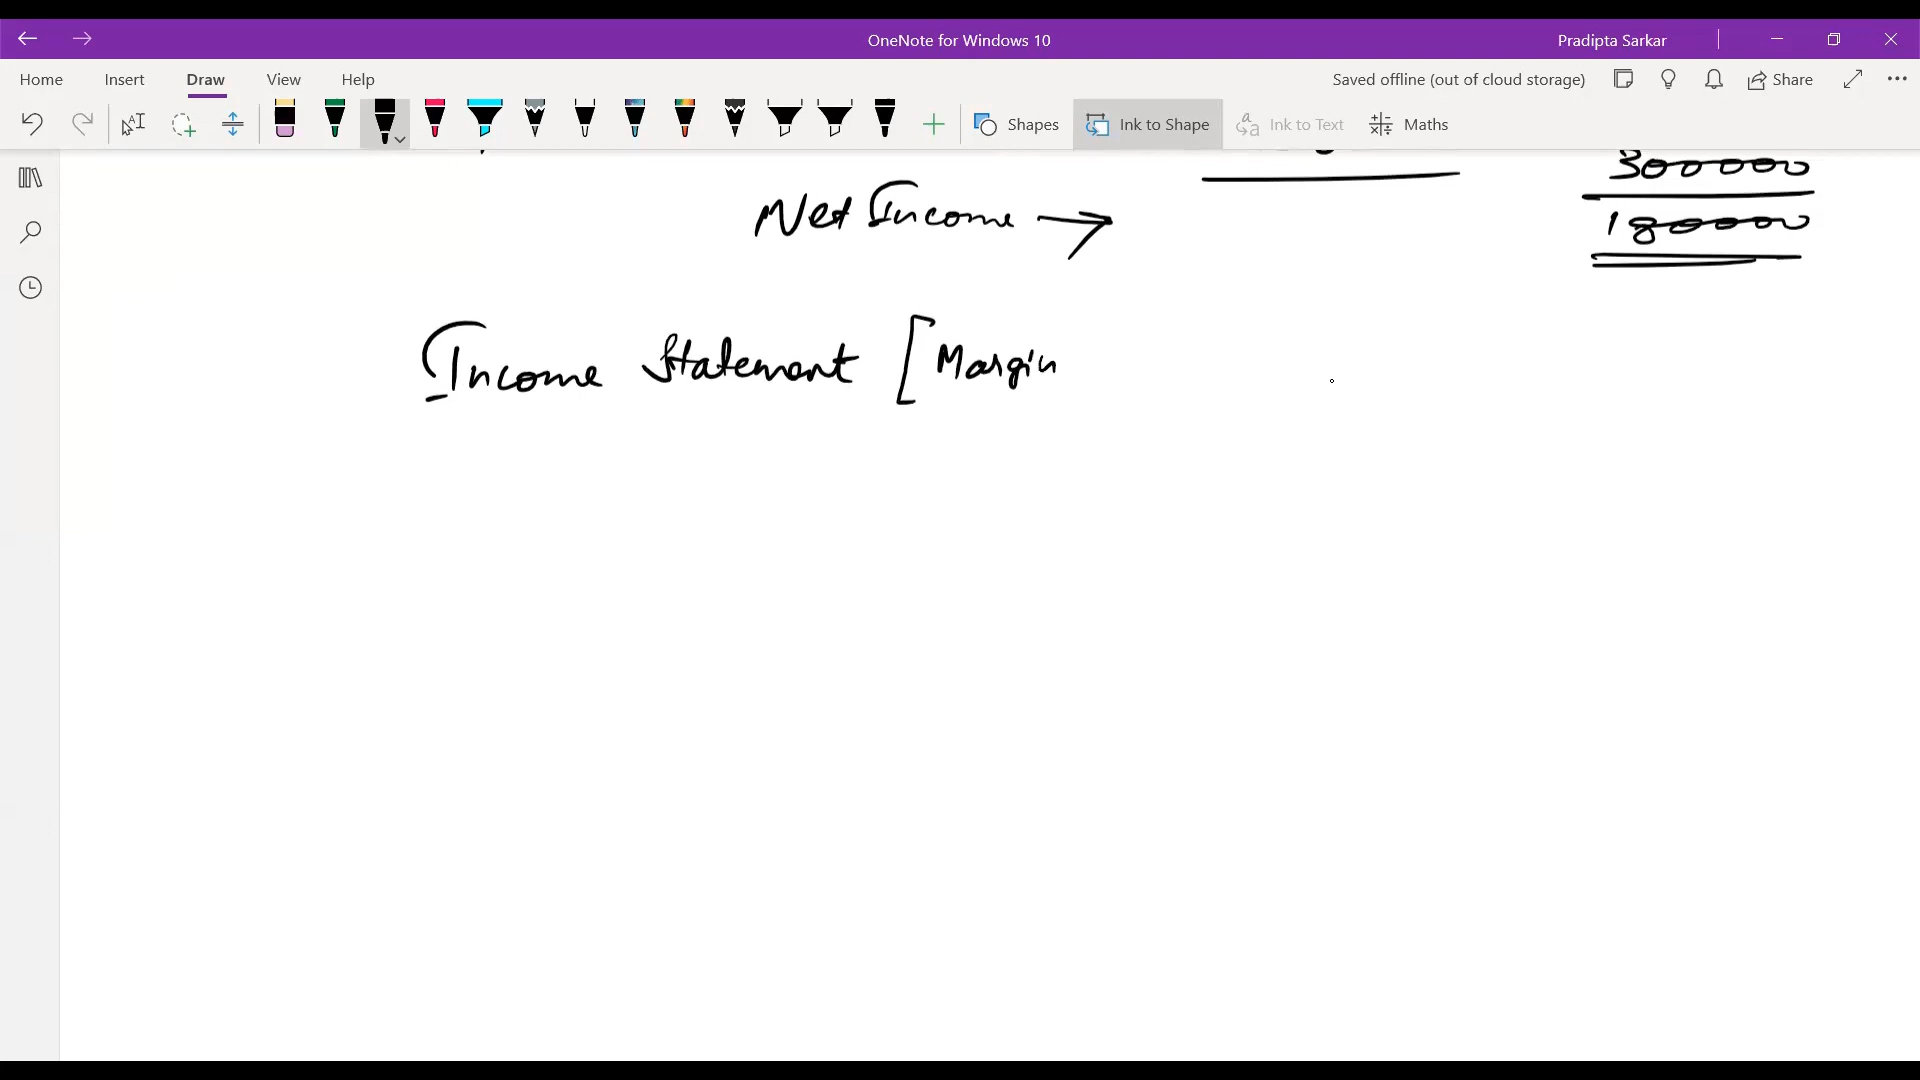 OneNote for Windows 10
Pradipta Sarkar
Home Insert Draw View Help
Saved offline (out of cloud storage)
Share
Shapes
Ink to Shape
Ink to Text
Maths
300000
Net Income → 180000
Income Statement [Margin